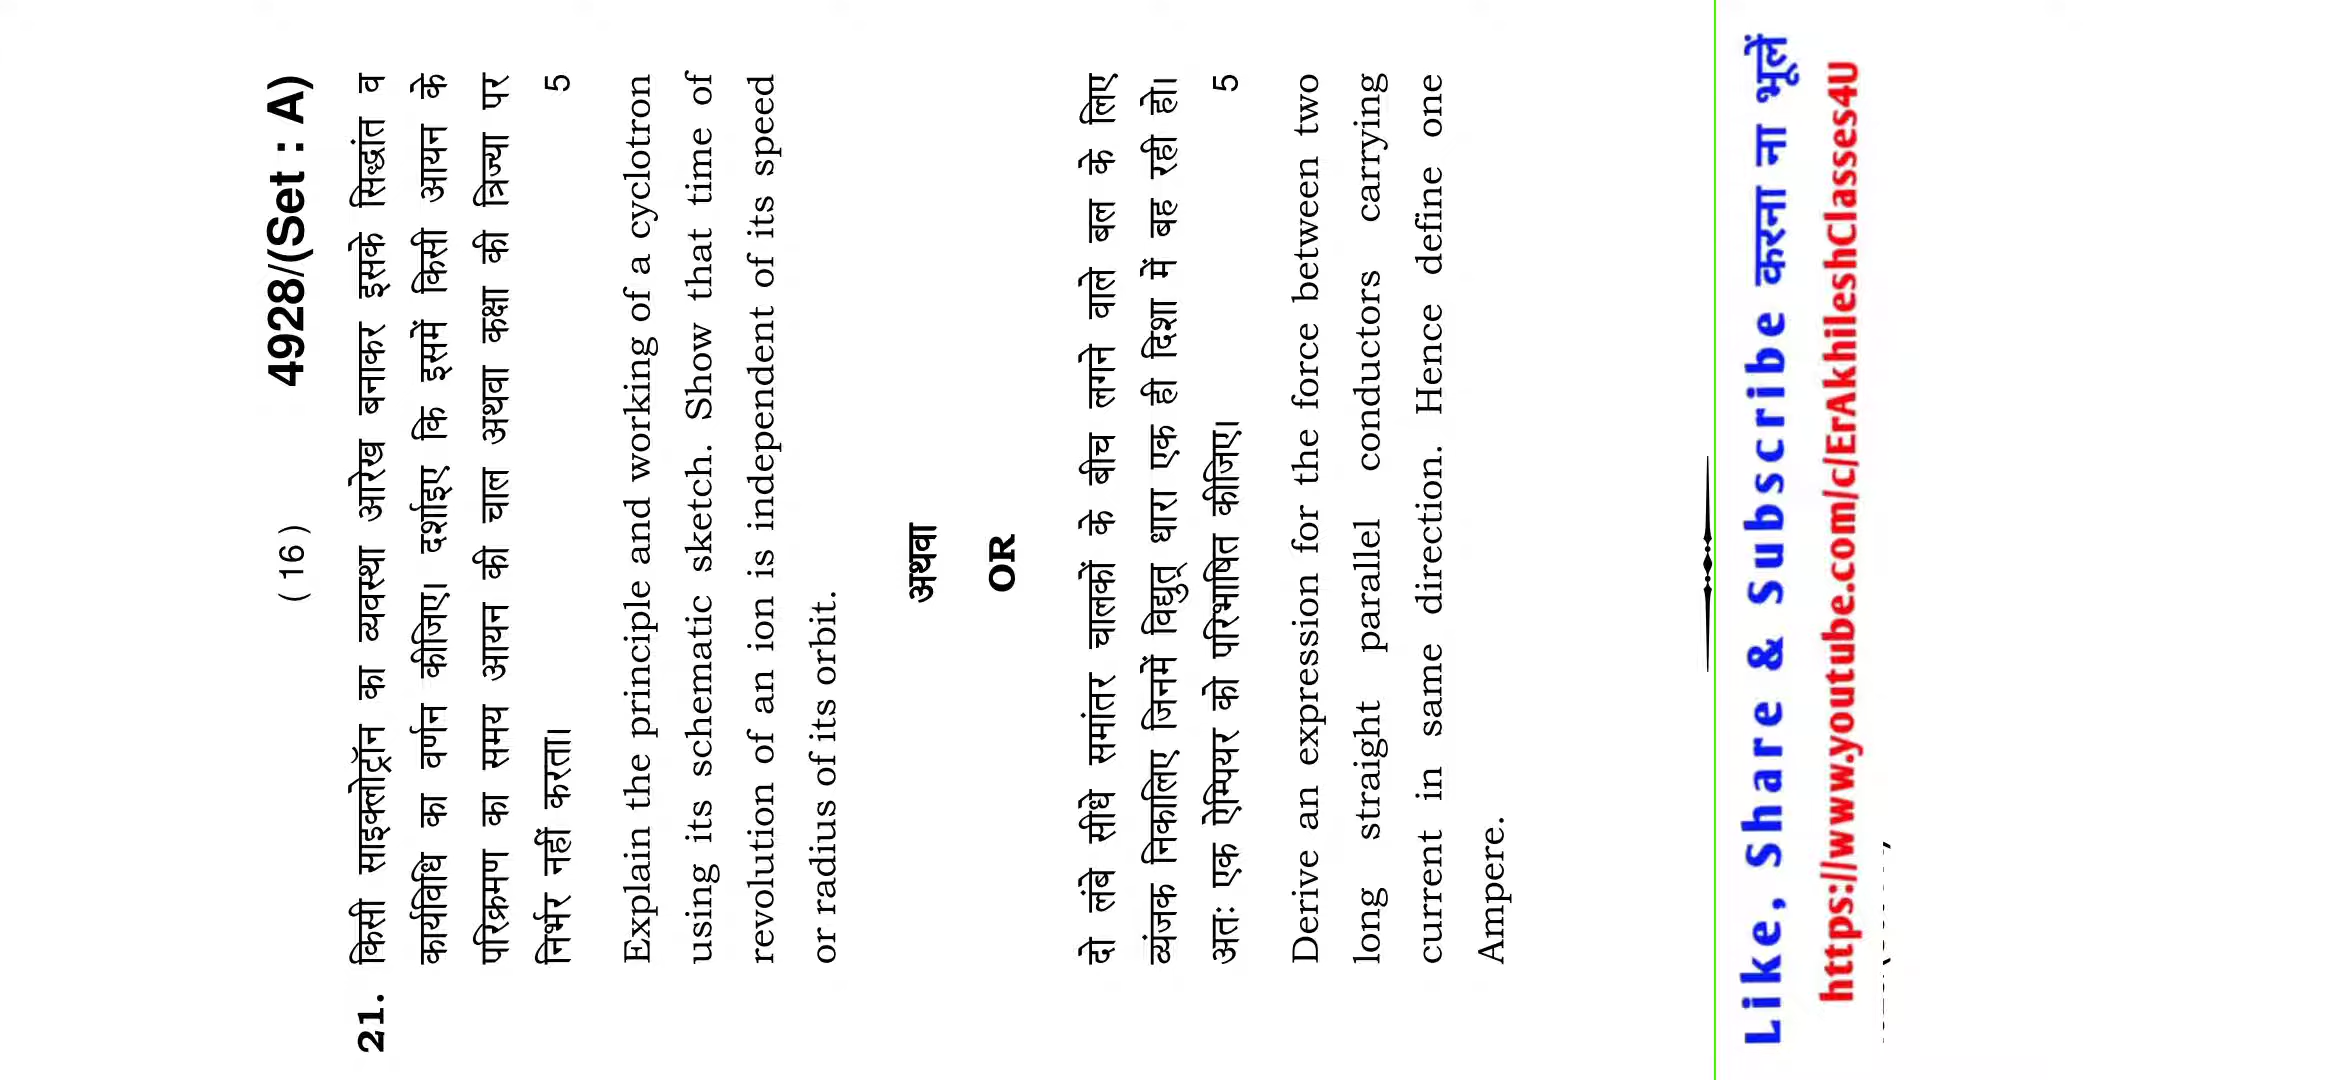 ( 16 ) 4928/(Set : A)
21. किसी साइक्लोट्रॉन का व्यवस्था आरेख बनाकर इसके सिद्धांत व
कार्यविधि का वर्णन कीजिए। दर्शाइए कि इसमें किसी आयन के
परिक्रमण का समय आयन की चाल अथवा कक्षा की त्रिज्या पर
निर्भर नहीं करता। 5
Explain the principle and working of a cyclotron
using its schematic sketch. Show that time of
revolution of an ion is independent of its speed
or radius of its orbit.
अथवा
OR
दो लंबे सीधे समांतर चालकों के बीच लगने वाले बल के लिए
व्यंजक निकालिए जिनमें विद्युत् धारा एक ही दिशा में बह रही हो।
अतः एक ऐम्पियर को परिभाषित कीजिए। 5
Derive an expression for the force between two
long straight parallel conductors carrying
current in same direction. Hence define one
Ampere.
Like, Share & Subscribe करना ना भूलें
https://www.youtube.com/c/ErAkhileshClasses4U